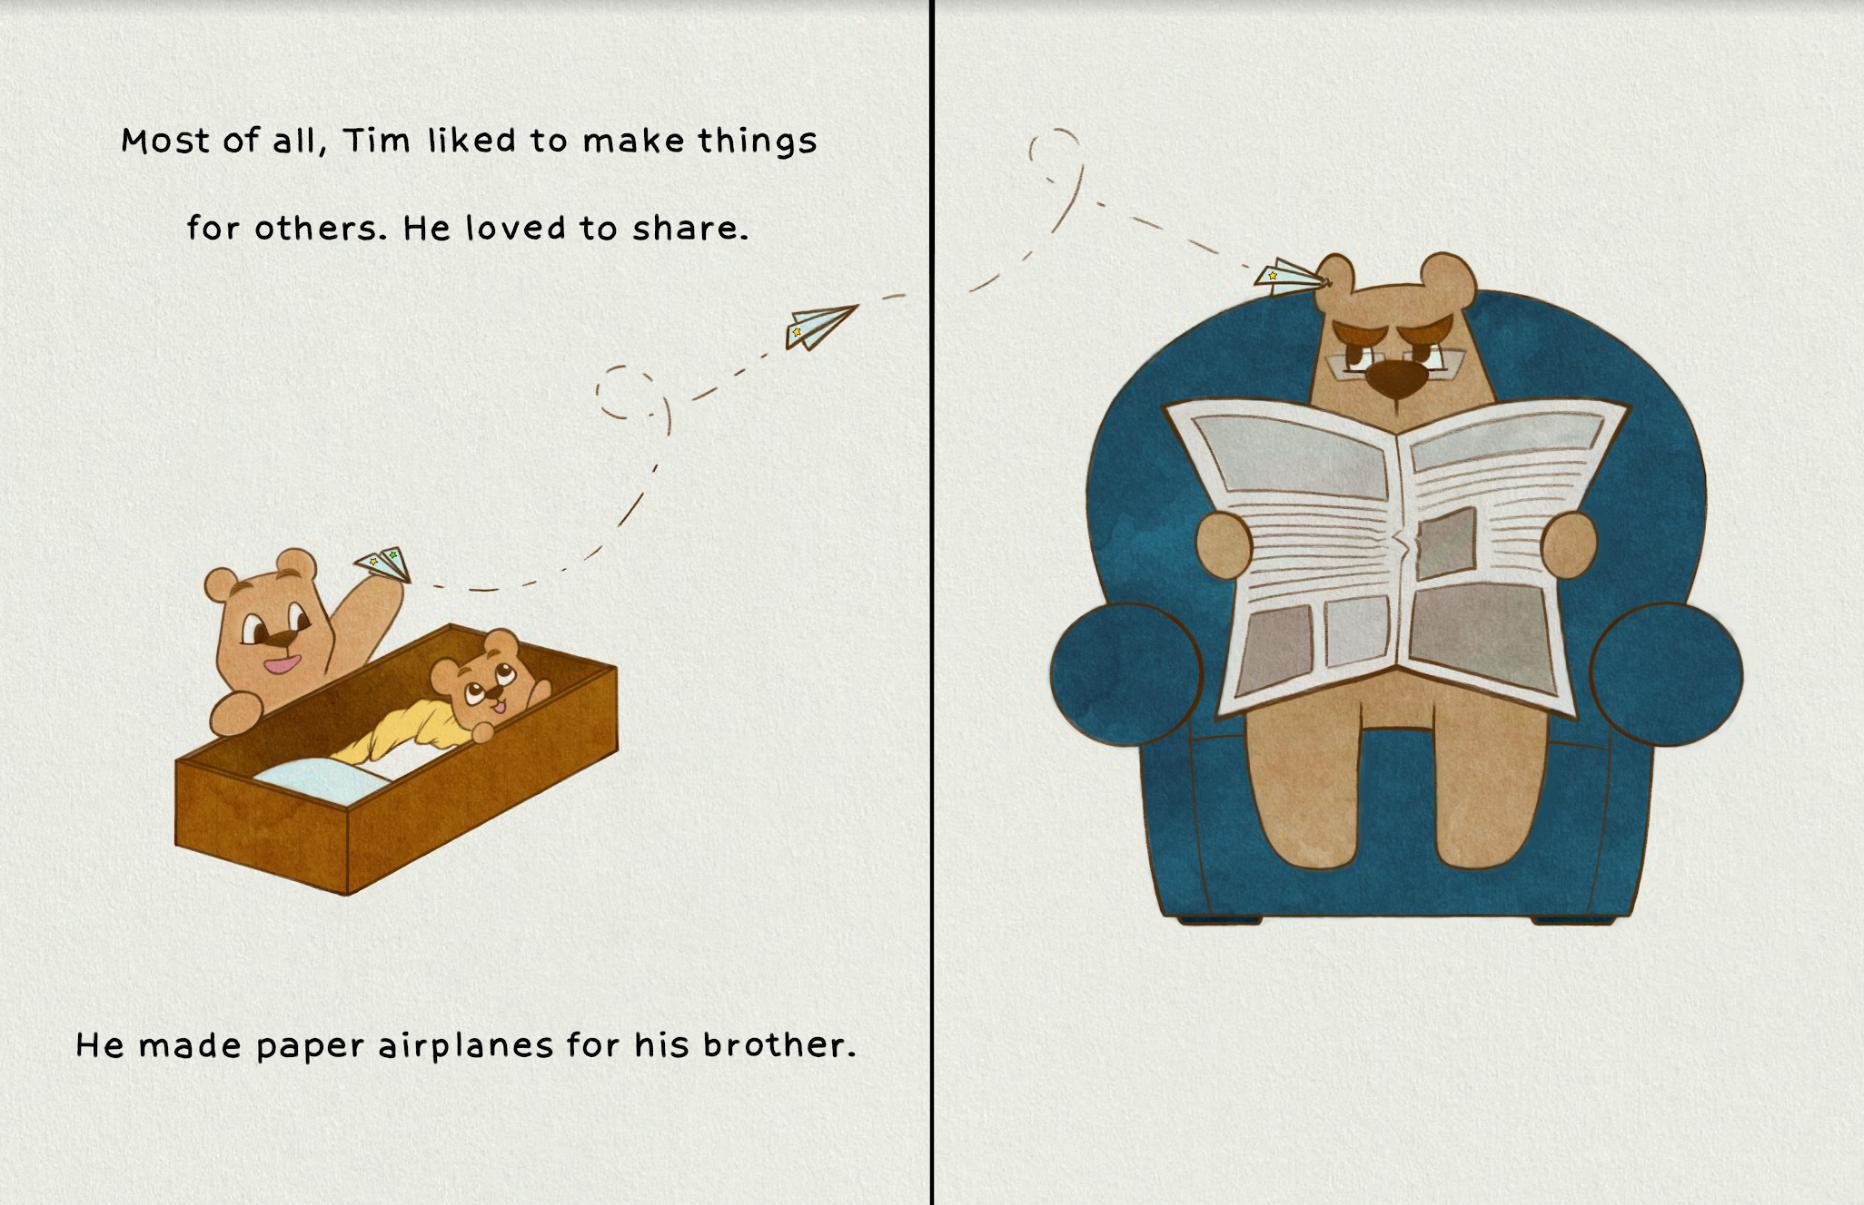 Most of all, Tim liked to make things
for others. He loved to share.
He made paper airplanes for his brother.